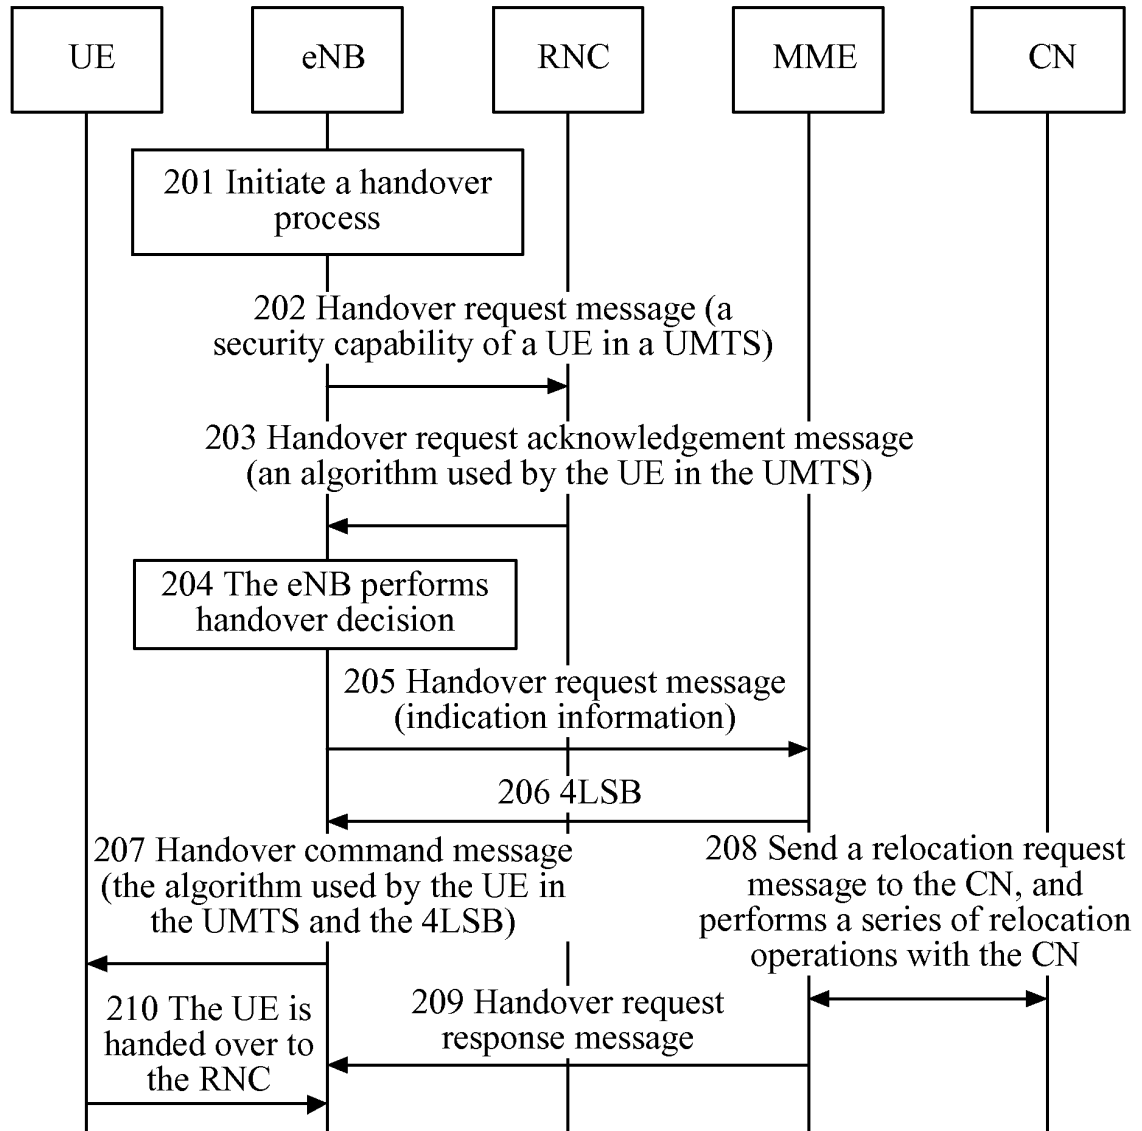 UE
eNB
RNC
MME
CN
201 Initiate a handover
process
202 Handover request message (a
security capability of a UE in a UMTS)
203 Handover request acknowledgement message
(an algorithm used by the UE in the UMTS)
204 The eNB performs
handover decision
205 Handover request message
(indication information)
206 4LSB
207 Handover command message
(the algorithm used by the UE in
the UMTS and the 4LSB)
208 Send a relocation request
message to the CN, and
performs a series of relocation
operations with the CN
209 Handover request
response message
210 The UE is
handed over to
the RNC